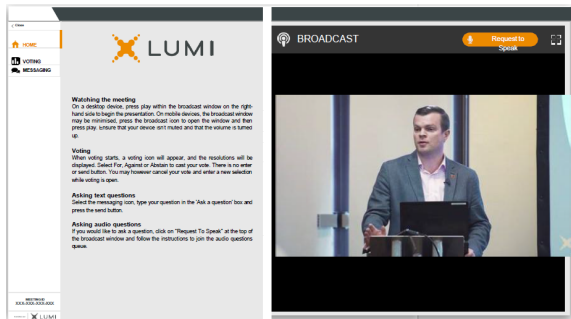 Close
HOME
VOTING
MESSAGING
LUMI
Watching the meeting
On a desktop device, press play within the broadcast window on the right-
hand side to begin the presentation. On mobile devices, the broadcast window
may be minimised, press the broadcast icon to open the window and then
press play. Ensure that your device isn't muted and that the volume is turned
up.
Voting
When voting starts, a voting icon will appear, and the resolutions will be
displayed. Select For, Against or Abstain to cast your vote. There is no enter
or send button. You may however cancel your vote and enter a new selection
while voting is open.
Asking text questions
Select the messaging icon, type your question in the 'Ask a question' box and
press the send button.
Asking audio questions
If you would like to ask a question, click on "Request To Speak" at the top of
the broadcast window and follow the instructions to join the audio questions
queue.
MEETING ID
XXX-XXX-XXX-XXX
LUMI
BROADCAST
Request to
Speak